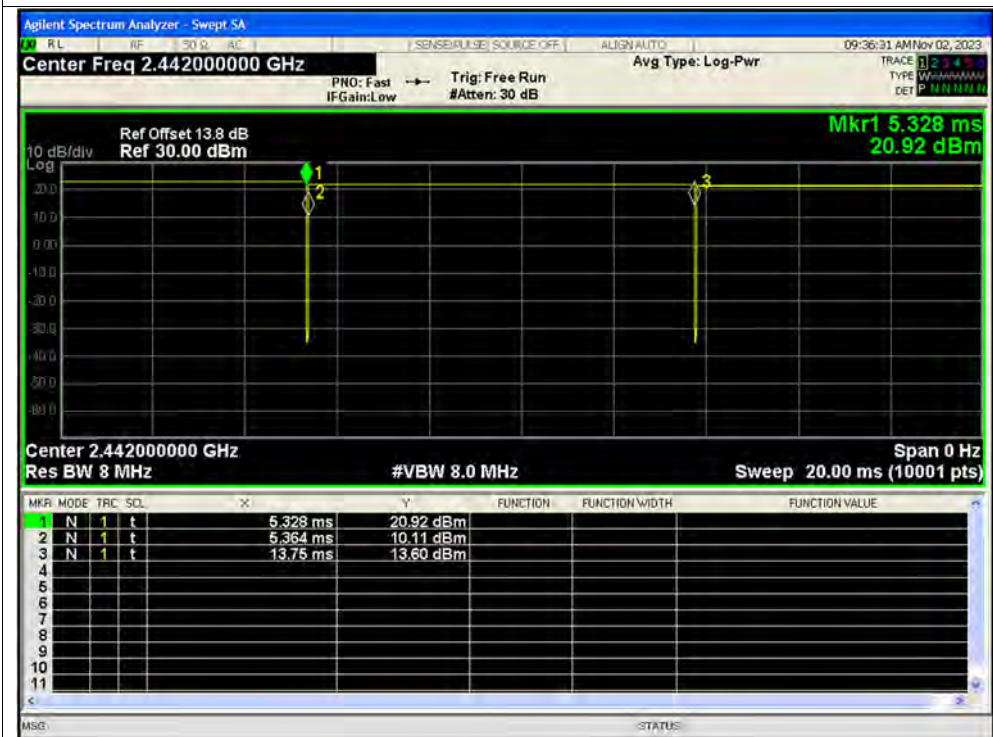 Agilent Spectrum Analyzer - Swept SA
RL RF 50 Ω AC SENSE:PULSE SOURCE OFF ALIGN AUTO 09:36:31 AM Nov 02, 2023
Center Freq 2.442000000 GHz
Avg Type: Log-Pwr
TRACE 1 2 3 4 5 6
PNO: Fast
Trig: Free Run
TYPE W
IFGain:Low
#Atten: 30 dB
DET P N N N N N
Mkr1 5.328 ms
20.92 dBm
Ref Offset 13.8 dB
10 dB/div Ref 30.00 dBm
Log
1
2
3
20.0
10.0
0.00
-10.0
-20.0
-30.0
-40.0
-50.0
-60.0
Center 2.442000000 GHz Span 0 Hz
Res BW 8 MHz #VBW 8.0 MHz Sweep 20.00 ms (10001 pts)
MKR MODE TRC SCL X Y FUNCTION FUNCTION WIDTH FUNCTION VALUE
1 N 1 t 5.328 ms 20.92 dBm
2 N 1 t 5.364 ms 10.11 dBm
3 N 1 t 13.75 ms 13.60 dBm
4
5
6
7
8
9
10
11
MSG STATUS